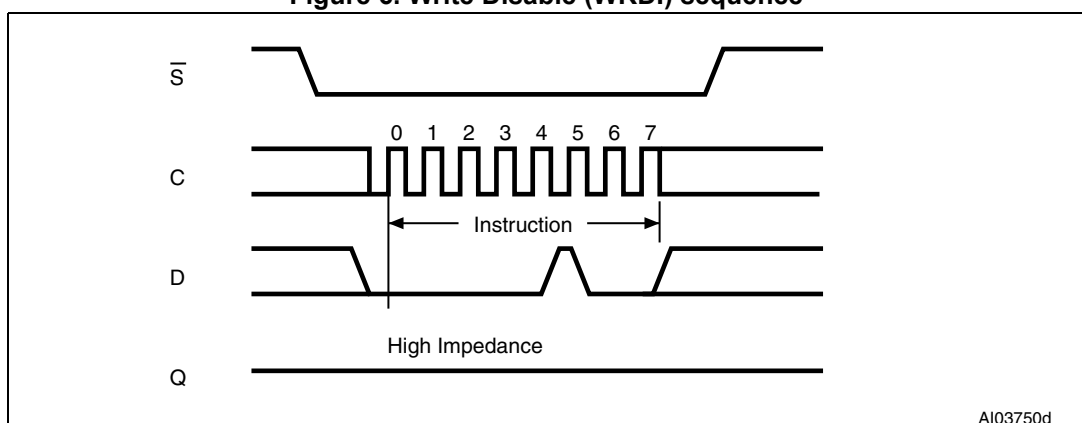 Figure 6. Write Disable (WRDI) sequence
S
0 1 2 3 4 5 6 7
C
Instruction
D
High Impedance
Q
AI03750d